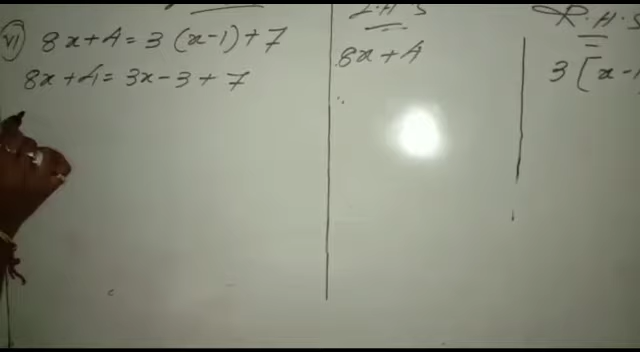 VI) 8x+4=3(x-1)+7
8x+4=3x-3+7
L.H.S
8x+4
R.H.S
3[x-1